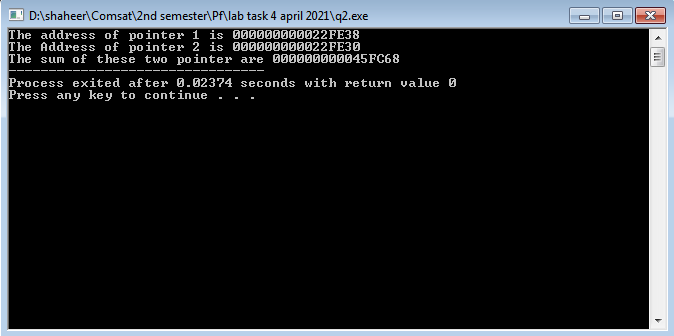 D:\shaheer\Comsat\2nd semester\Pf\lab task 4 april 2021\q2.exe
The address of pointer 1 is 000000000022FE38
The Address of pointer 2 is 000000000022FE30
The sum of these two pointer are 000000000045FC68
--------------------------------
Process exited after 0.02374 seconds with return value 0
Press any key to continue . . .